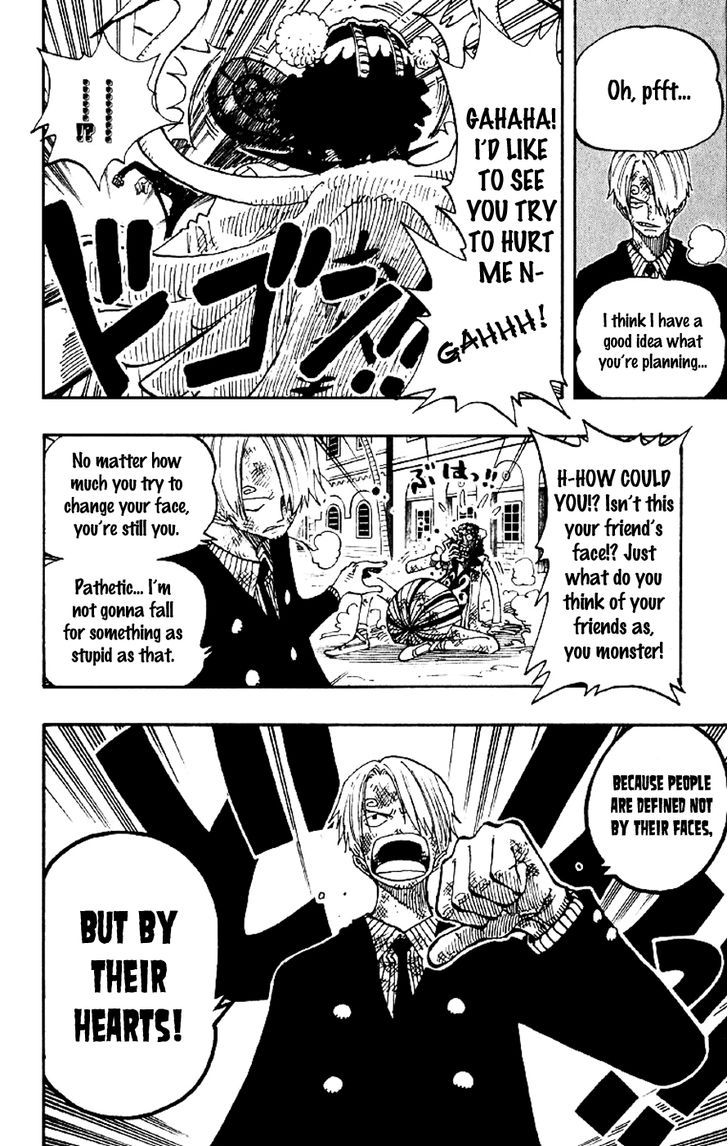 Oh, pfft...
I think I have a
good idea what
you're planning...
GAHAHA!
I'D LIKE
TO SEE
YOU TRY
TO HURT
ME N-
GAHHH!
!?
ドゴン!!
H-HOW COULD
YOU!? Isn't this
your friend's
face!? Just
what do you
think of your
friends as,
you monster!
ぶはっ!!
No matter how
much you try to
change your face,
you're still you.
Pathetic... I'm
not gonna fall
for something as
stupid as that.
BECAUSE PEOPLE
ARE DEFINED NOT
BY THEIR FACES,
BUT BY
THEIR
HEARTS!